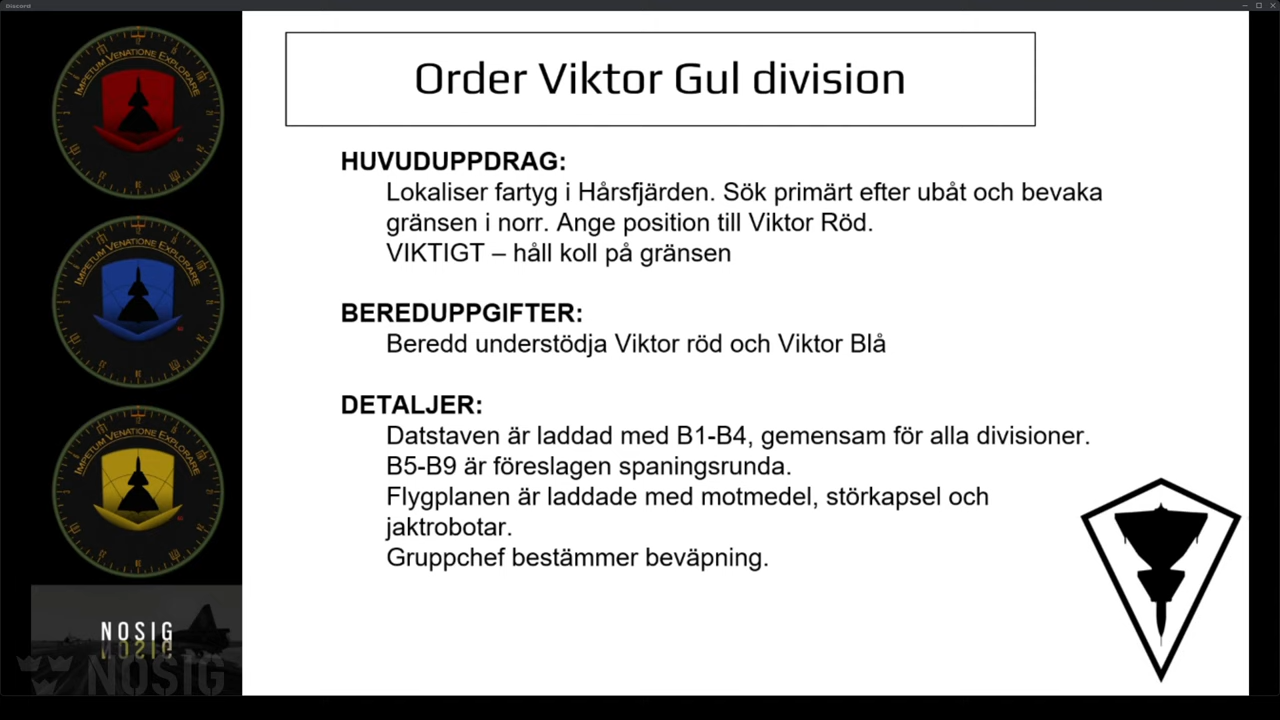 Discord
IMPETUM VENATIONE EXPLORARE
IMPETUM VENATIONE EXPLORARE
IMPETUM VENATIONE EXPLORARE
NOSIG
NOSIG
Order Viktor Gul division
HUVUDUPPDRAG:
Lokaliser fartyg i Hårsfjärden. Sök primärt efter ubåt och bevaka
gränsen i norr. Ange position till Viktor Röd.
VIKTIGT – håll koll på gränsen
BEREDUPPGIFTER:
Beredd understödja Viktor röd och Viktor Blå
DETALJER:
Datstaven är laddad med B1-B4, gemensam för alla divisioner.
B5-B9 är föreslagen spaningsrunda.
Flygplanen är laddade med motmedel, störkapsel och
jaktrobotar.
Gruppchef bestämmer beväpning.